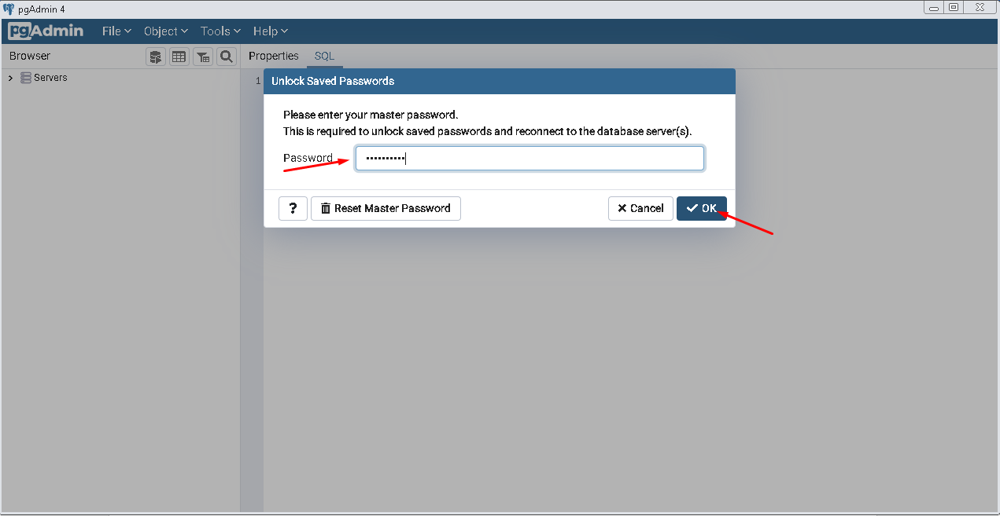 pgAdmin 4
pgAdmin File Object Tools Help
Browser Properties SQL
Servers
1
Unlock Saved Passwords
Please enter your master password.
This is required to unlock saved passwords and reconnect to the database server(s).
Password ••••••••••
? Reset Master Password Cancel OK